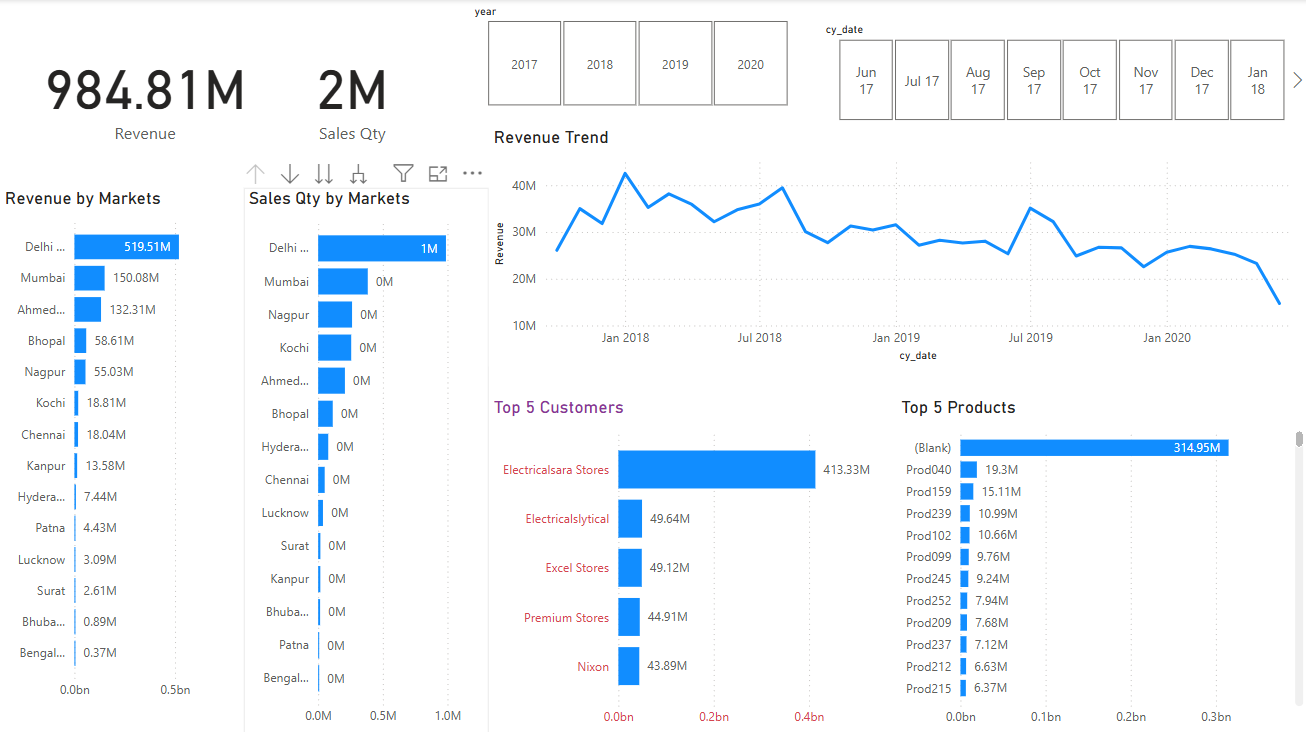 year
2017
2018
2019
2020
cy_date
Jun
17
Jul 17
Aug
17
Sep
17
Oct
17
Nov
17
Dec
17
Jan
18
984.81M
Revenue
2M
Sales Qty
Revenue by Markets
Delhi ...
519.51M
Mumbai
150.08M
Ahmed...
132.31M
Bhopal
58.61M
Nagpur
55.03M
Kochi
18.81M
Chennai
18.04M
Kanpur
13.58M
Hydera...
7.44M
Patna
4.43M
Lucknow
3.09M
Surat
2.61M
Bhuba...
0.89M
Bengal...
0.37M
0.0bn
0.5bn
Sales Qty by Markets
Delhi ...
1M
Mumbai
0M
Nagpur
0M
Kochi
0M
Ahmed...
0M
Bhopal
0M
Hydera...
0M
Chennai
0M
Lucknow
0M
Surat
0M
Kanpur
0M
Bhuba...
0M
Patna
0M
Bengal...
0M
0.0M
0.5M
1.0M
Revenue Trend
Revenue
40M
30M
20M
10M
Jan 2018
Jul 2018
Jan 2019
Jul 2019
Jan 2020
cy_date
Top 5 Customers
Electricalsara Stores
413.33M
Electricalslytical
49.64M
Excel Stores
49.12M
Premium Stores
44.91M
Nixon
43.89M
0.0bn
0.2bn
0.4bn
Top 5 Products
(Blank)
314.95M
Prod040
19.3M
Prod159
15.11M
Prod239
10.99M
Prod102
10.66M
Prod099
9.76M
Prod245
9.24M
Prod252
7.94M
Prod209
7.68M
Prod237
7.12M
Prod212
6.63M
Prod215
6.37M
0.0bn
0.1bn
0.2bn
0.3bn